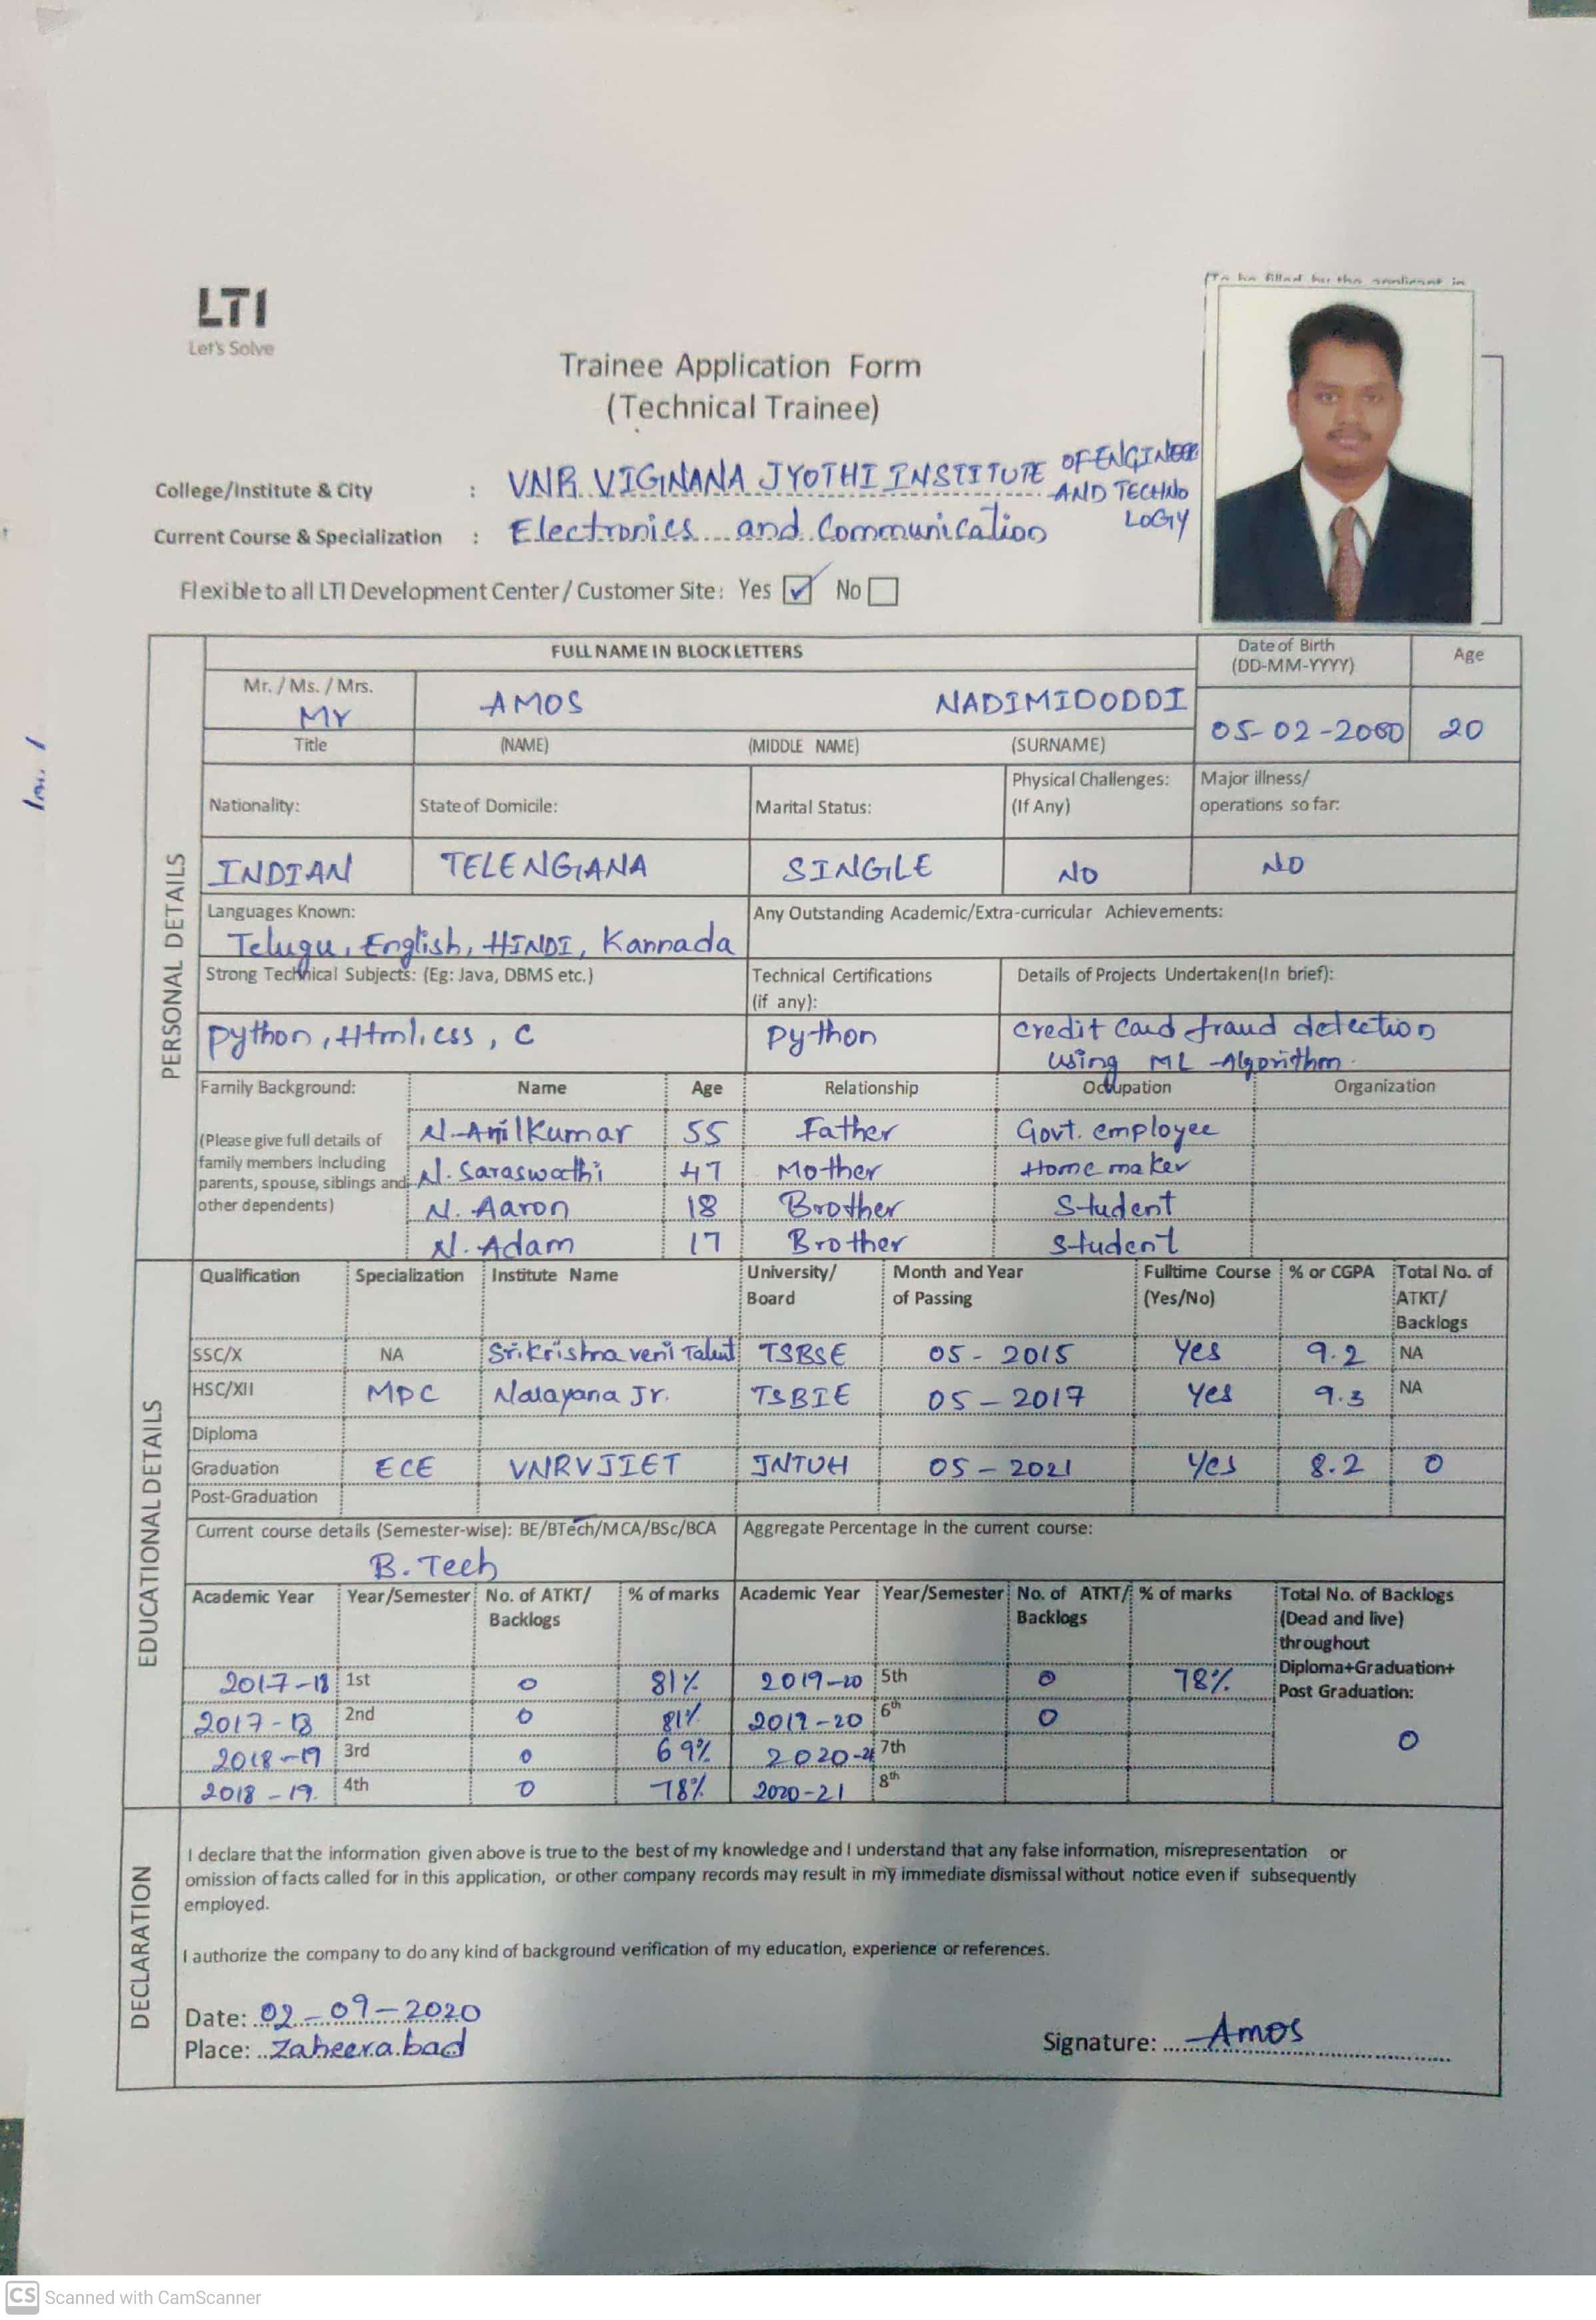 LTI
Let's Solve
(To be filled by the applicant in
Trainee Application Form
(Technical Trainee)
College/Institute & City : VNR VIGNANA JYOTHI INSTITUTE OF ENGINEER
AND TECHNO
LOGY
Current Course & Specialization : Electronics and Communication
Flexible to all LTI Development Center / Customer Site: Yes ☑ No ☐
PERSONAL DETAILS
FULL NAME IN BLOCK LETTERS Date of Birth (DD-MM-YYYY) Age
Mr. / Ms. / Mrs.
Mr AMOS NADIMIDODDI 05-02-2000 20
Title (NAME) (MIDDLE NAME) (SURNAME)
Nationality: State of Domicile: Marital Status: Physical Challenges: (If Any) Major illness/ operations so far:
INDIAN TELENGANA SINGLE NO NO
Languages Known: Any Outstanding Academic/Extra-curricular Achievements:
Telugu, English, HINDI, Kannada
Strong Technical Subjects: (Eg: Java, DBMS etc.) Technical Certifications (if any): Details of Projects Undertaken(In brief):
python, Html, css, C python credit card fraud detection
using ML Algorithm.
Family Background: Name Age Relationship Occupation Organization
(Please give full details of family members including parents, spouse, siblings and other dependents)
N. Anilkumar 55 Father Govt. employee
N. Saraswathi 47 Mother Home maker
N. Aaron 18 Brother Student
N. Adam 17 Brother Student
EDUCATIONAL DETAILS
Qualification Specialization Institute Name University/ Board Month and Year of Passing Fulltime Course (Yes/No) % or CGPA Total No. of ATKT/ Backlogs
SSC/X NA Sri Krishna veni Talent TSBSE 05-2015 Yes 9.2 NA
HSC/XII MPC Narayana Jr. TSBIE 05-2017 Yes 9.3 NA
Diploma
Graduation ECE VNRVJIET JNTUH 05-2021 Yes 8.2 0
Post-Graduation
Current course details (Semester-wise): BE/BTech/MCA/BSc/BCA Aggregate Percentage in the current course:
B. Tech
Academic Year Year/Semester No. of ATKT/ Backlogs % of marks Academic Year Year/Semester No. of ATKT/ Backlogs % of marks Total No. of Backlogs (Dead and live) throughout Diploma+Graduation+ Post Graduation:
2017-18 1st 0 81% 2019-20 5th 0 78%
2017-18 2nd 0 81% 2019-20 6th 0
2018-19 3rd 0 69% 2020-21 7th 0
2018-19. 4th 0 78% 2020-21 8th
DECLARATION
I declare that the information given above is true to the best of my knowledge and I understand that any false information, misrepresentation or
omission of facts called for in this application, or other company records may result in my immediate dismissal without notice even if subsequently
employed.
I authorize the company to do any kind of background verification of my education, experience or references.
Date: 02-09-2020
Place: Zaheerabad
Signature: Amos
CS Scanned with CamScanner